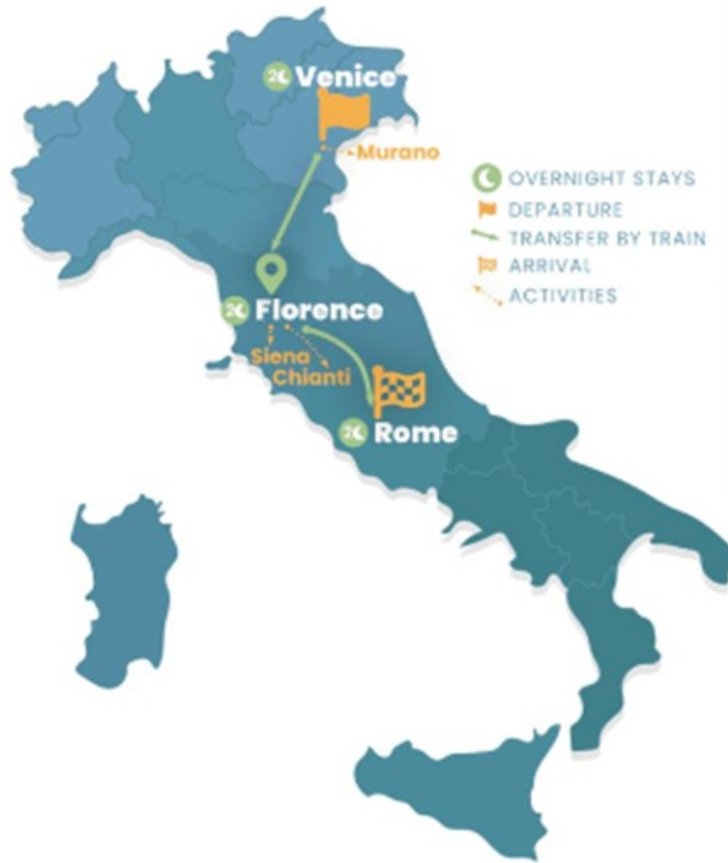 2 Venice
Murano
OVERNIGHT STAYS
DEPARTURE
TRANSFER BY TRAIN
ARRIVAL
ACTIVITIES
2 Florence
Siena
Chianti
2 Rome